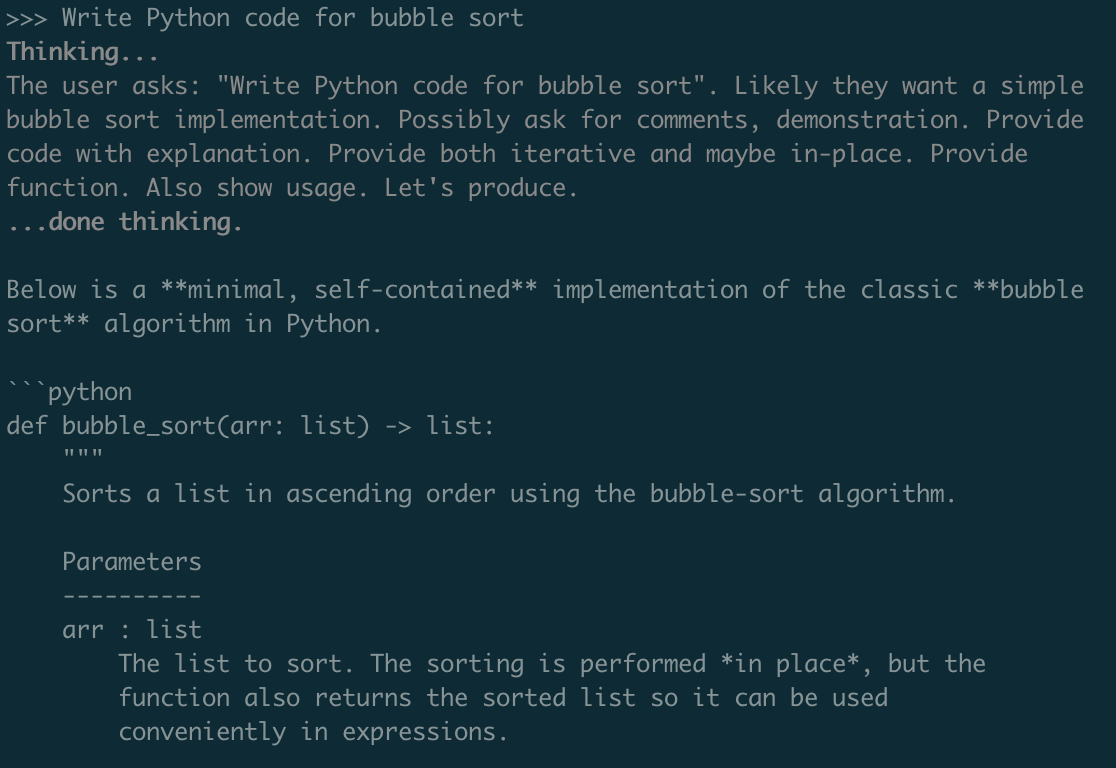 >>> Write Python code for bubble sort
Thinking...
The user asks: "Write Python code for bubble sort". Likely they want a simple
bubble sort implementation. Possibly ask for comments, demonstration. Provide
code with explanation. Provide both iterative and maybe in-place. Provide
function. Also show usage. Let's produce.
...done thinking.

Below is a **minimal, self-contained** implementation of the classic **bubble
sort** algorithm in Python.

```python
def bubble_sort(arr: list) -> list:
    """
    Sorts a list in ascending order using the bubble-sort algorithm.

    Parameters
    ----------
    arr : list
        The list to sort. The sorting is performed *in place*, but the
        function also returns the sorted list so it can be used
        conveniently in expressions.